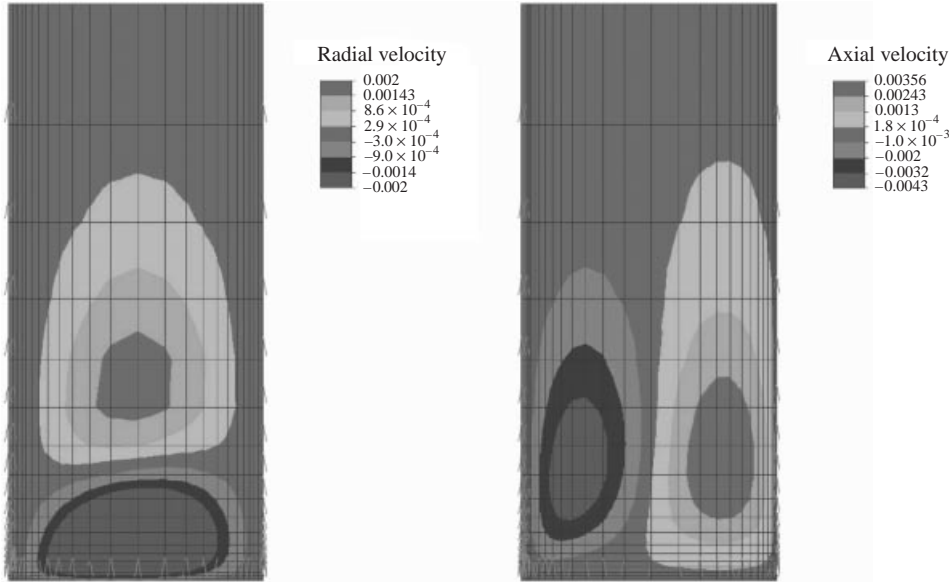 Radial velocity
0.002
0.00143
8.6 × 10⁻⁴
2.9 × 10⁻⁴
−3.0 × 10⁻⁴
−9.0 × 10⁻⁴
−0.0014
−0.002
Axial velocity
0.00356
0.00243
0.0013
1.8 × 10⁻⁴
−1.0 × 10⁻³
−0.002
−0.0032
−0.0043